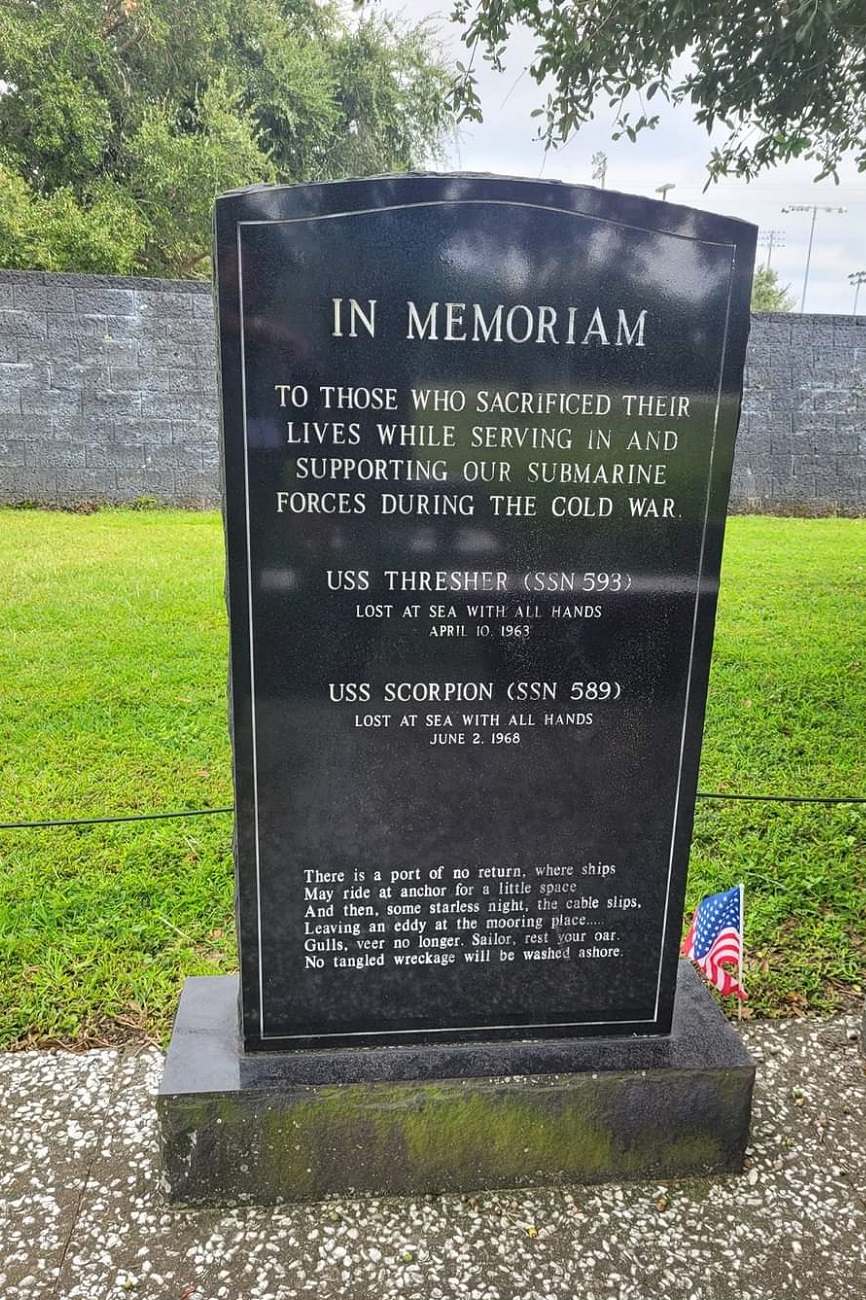 IN MEMORIAM
TO THOSE WHO SACRIFICED THEIR
LIVES WHILE SERVING IN AND
SUPPORTING OUR SUBMARINE
FORCES DURING THE COLD WAR.
USS THRESHER (SSN 593)
LOST AT SEA WITH ALL HANDS
APRIL 10, 1963
USS SCORPION (SSN 589)
LOST AT SEA WITH ALL HANDS
JUNE 2, 1968
There is a port of no return, where ships
May ride at anchor for a little space
And then, some starless night, the cable slips,
Leaving an eddy at the mooring place.....
Gulls, veer no longer. Sailor, rest your oar.
No tangled wreckage will be washed ashore.